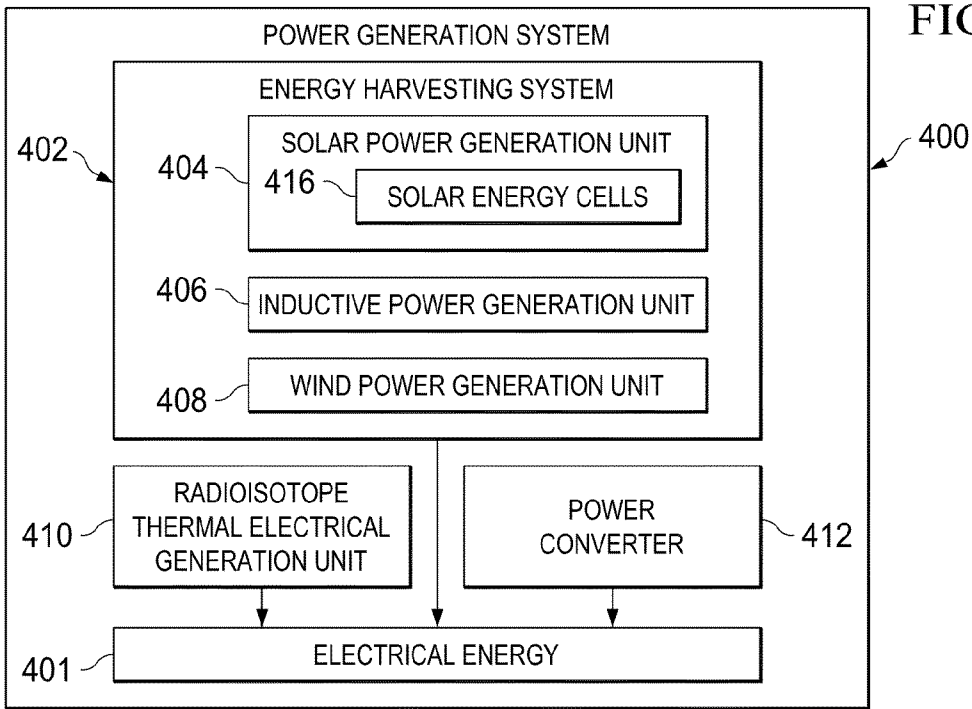 FIG
POWER GENERATION SYSTEM
ENERGY HARVESTING SYSTEM
402
400
SOLAR POWER GENERATION UNIT
404
416
SOLAR ENERGY CELLS
406
INDUCTIVE POWER GENERATION UNIT
408
WIND POWER GENERATION UNIT
410
RADIOISOTOPE
THERMAL ELECTRICAL
GENERATION UNIT
POWER
CONVERTER
412
401
ELECTRICAL ENERGY